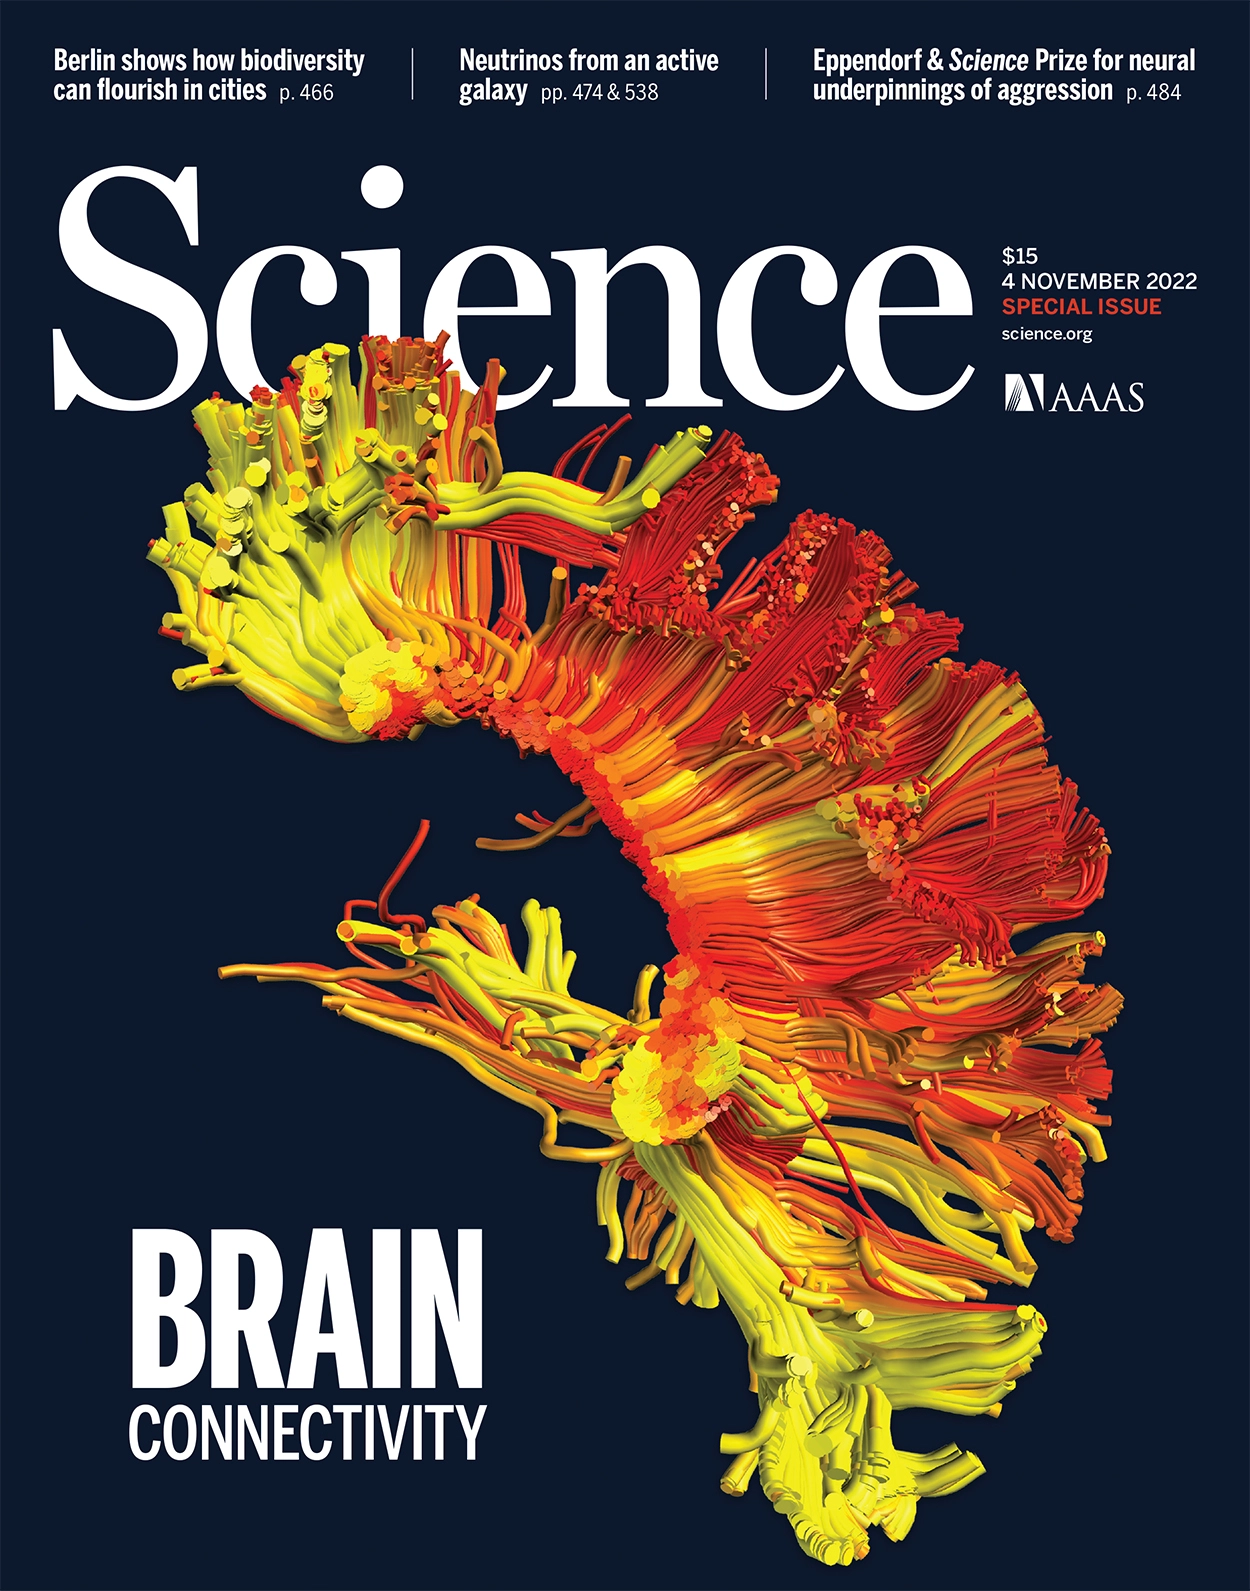 Berlin shows how biodiversity
can flourish in cities p. 466
Neutrinos from an active
galaxy pp. 474 & 538
Eppendorf & Science Prize for neural
underpinnings of aggression p. 484
Science
$15
4 NOVEMBER 2022
SPECIAL ISSUE
science.org
AAAS
BRAIN
CONNECTIVITY